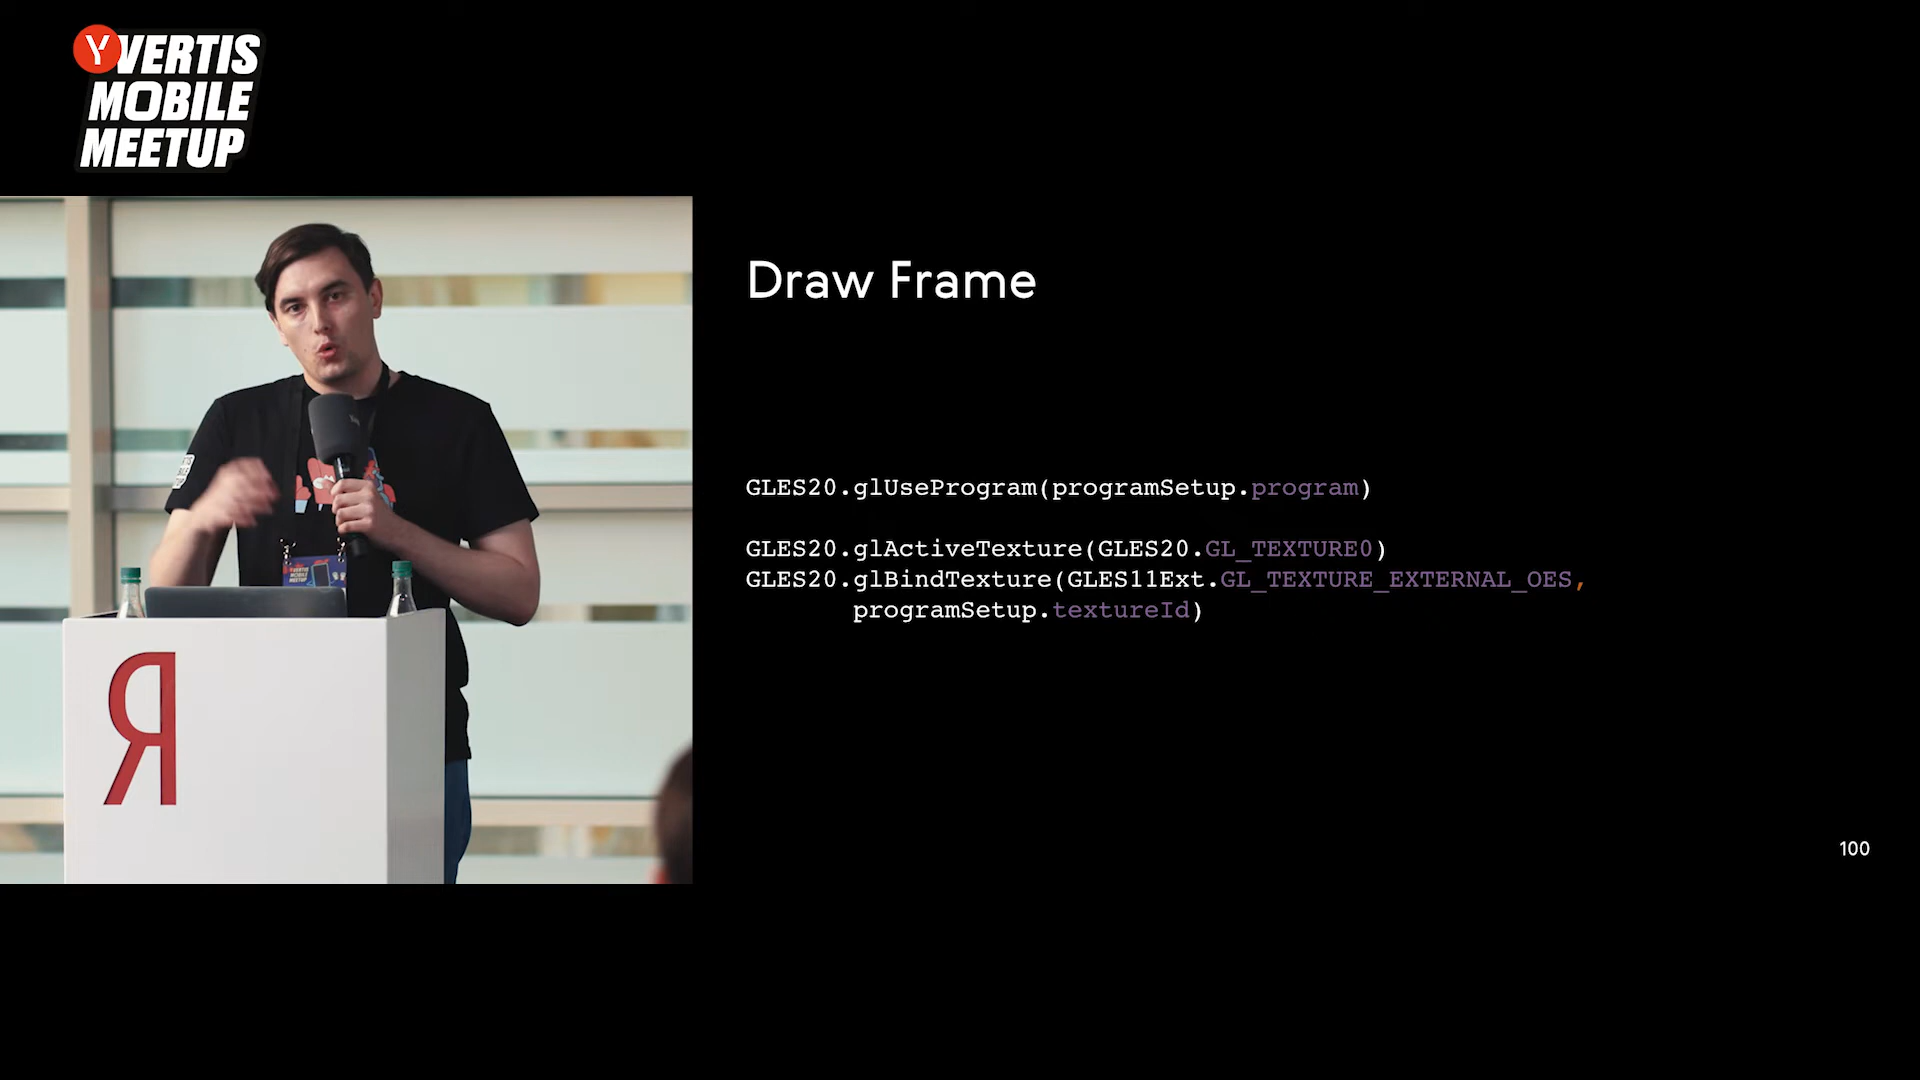 Y VERTIS
MOBILE
MEETUP
Draw Frame
GLES20.glUseProgram(programSetup.program)
GLES20.glActiveTexture(GLES20.GL_TEXTURE0)
GLES20.glBindTexture(GLES11Ext.GL_TEXTURE_EXTERNAL_OES,
programSetup.textureId)
Я
100